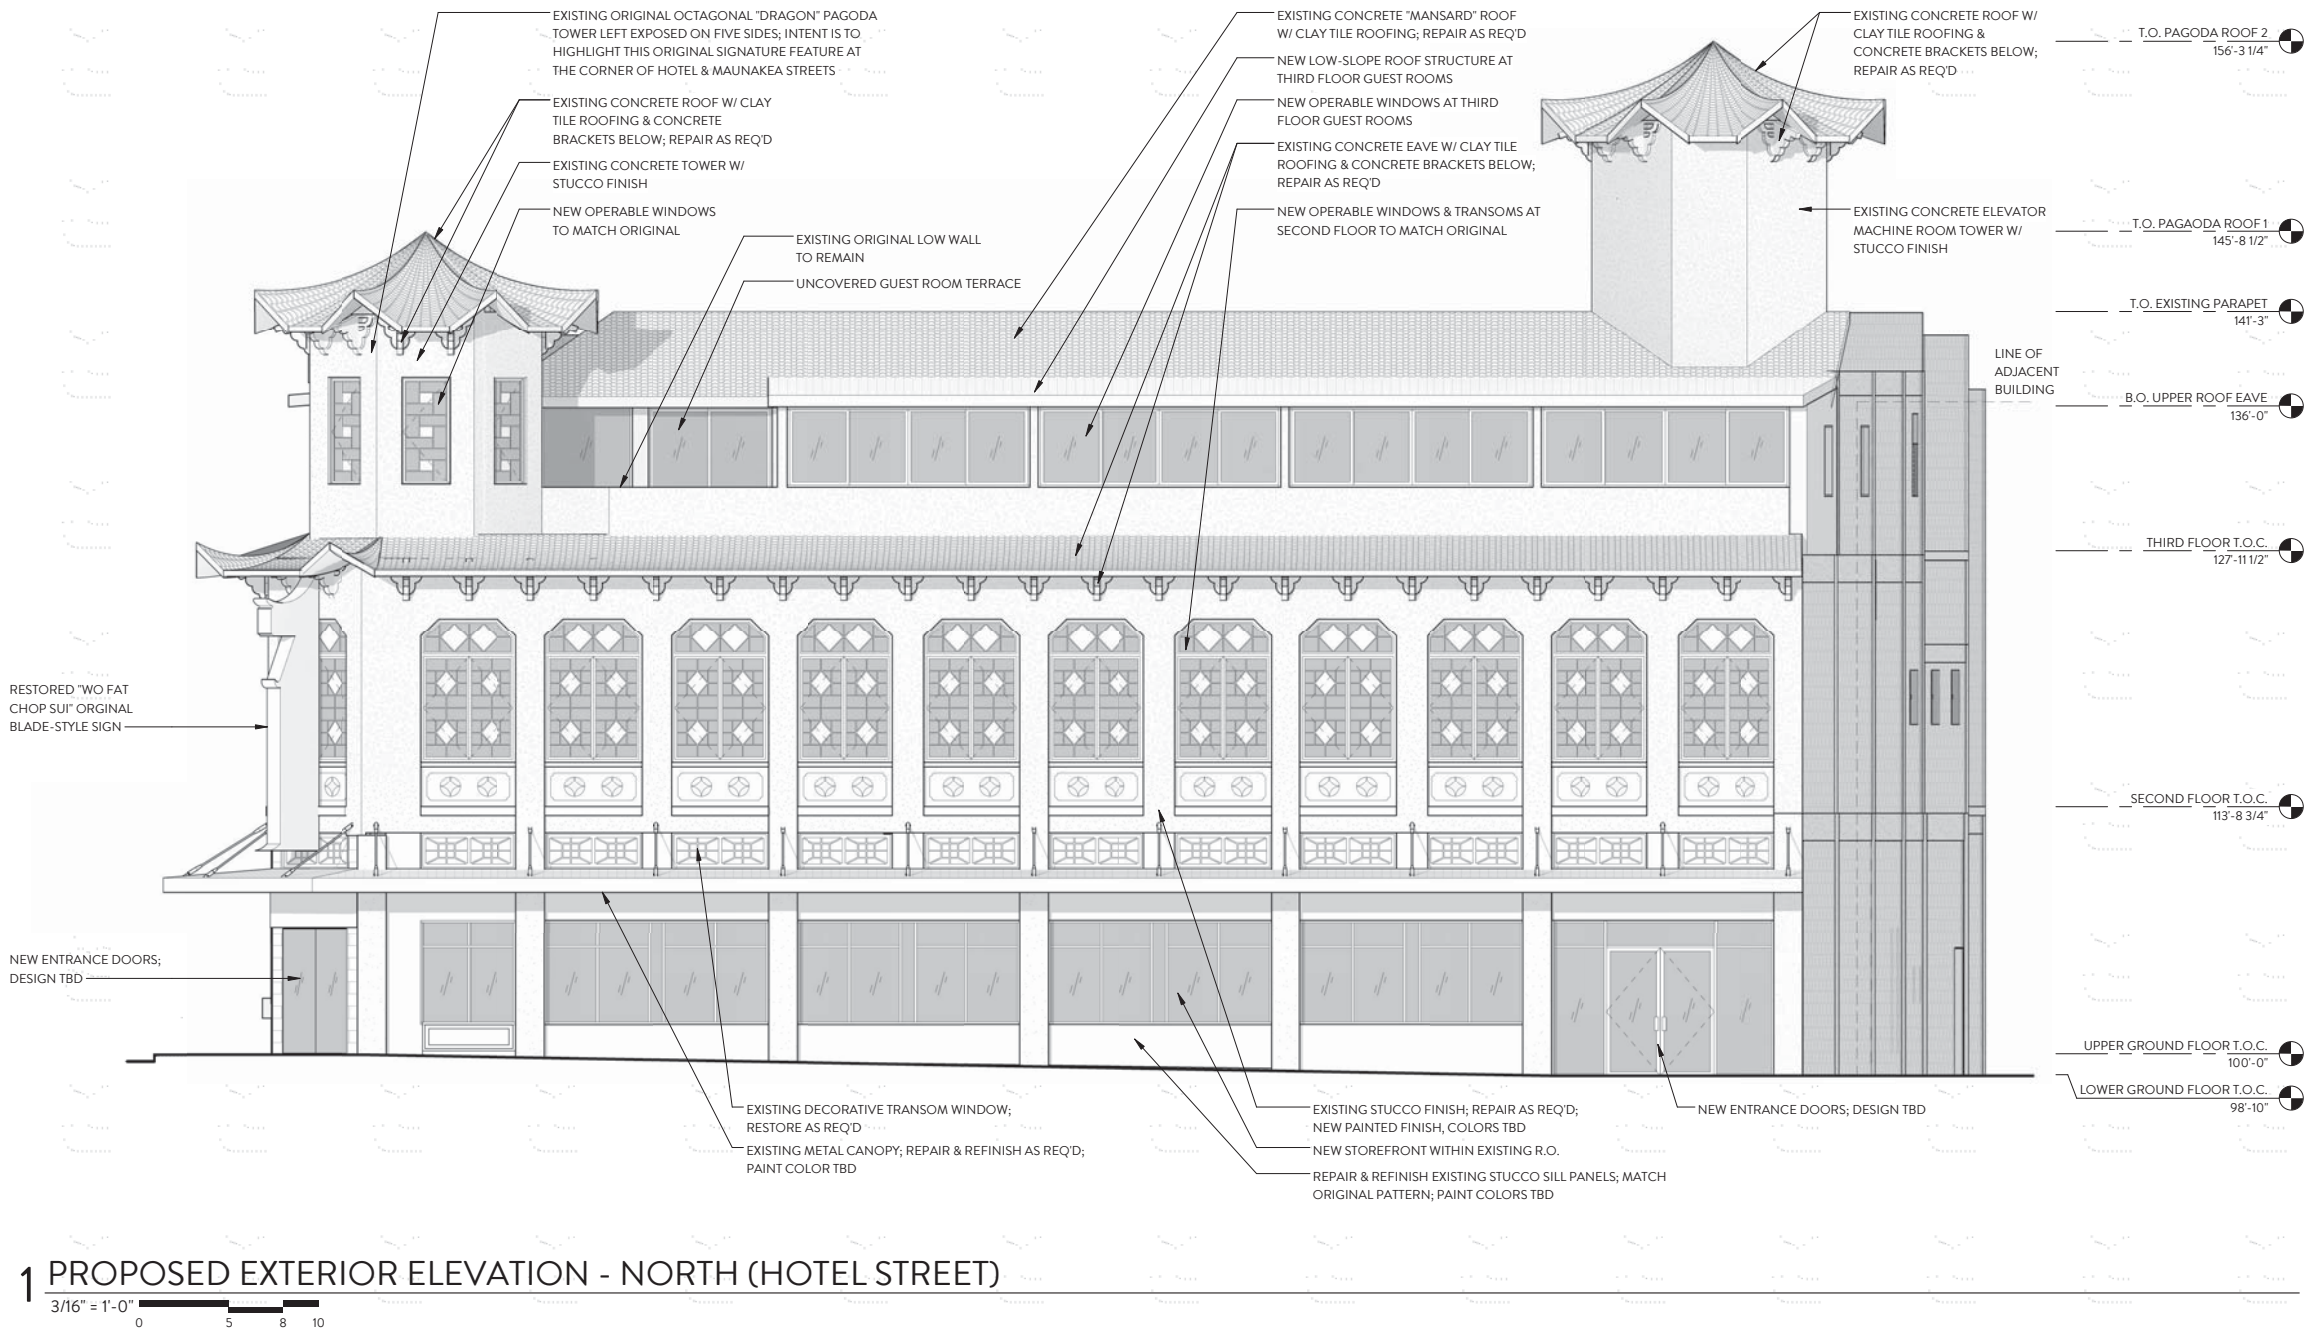 EXISTING ORIGINAL OCTAGONAL "DRAGON" PAGODA
TOWER LEFT EXPOSED ON FIVE SIDES; INTENT IS TO
HIGHLIGHT THIS ORIGINAL SIGNATURE FEATURE AT
THE CORNER OF HOTEL & MAUNAKEA STREETS
EXISTING CONCRETE ROOF W/ CLAY
TILE ROOFING & CONCRETE
BRACKETS BELOW; REPAIR AS REQ'D
EXISTING CONCRETE TOWER W/
STUCCO FINISH
NEW OPERABLE WINDOWS
TO MATCH ORIGINAL
EXISTING ORIGINAL LOW WALL
TO REMAIN
UNCOVERED GUEST ROOM TERRACE
EXISTING CONCRETE "MANSARD" ROOF
W/ CLAY TILE ROOFING; REPAIR AS REQ'D
NEW LOW-SLOPE ROOF STRUCTURE AT
THIRD FLOOR GUEST ROOMS
NEW OPERABLE WINDOWS AT THIRD
FLOOR GUEST ROOMS
EXISTING CONCRETE EAVE W/ CLAY TILE
ROOFING & CONCRETE BRACKETS BELOW;
REPAIR AS REQ'D
NEW OPERABLE WINDOWS & TRANSOMS AT
SECOND FLOOR TO MATCH ORIGINAL
EXISTING CONCRETE ROOF W/
CLAY TILE ROOFING &
CONCRETE BRACKETS BELOW;
REPAIR AS REQ'D
EXISTING CONCRETE ELEVATOR
MACHINE ROOM TOWER W/
STUCCO FINISH
LINE OF
ADJACENT
BUILDING
T.O. PAGODA ROOF 2
156'-3 1/4"
T.O. PAGAODA ROOF 1
145'-8 1/2"
T.O. EXISTING PARAPET
141'-3"
B.O. UPPER ROOF EAVE
136'-0"
THIRD FLOOR T.O.C.
127'-11 1/2"
SECOND FLOOR T.O.C.
113'-8 3/4"
UPPER GROUND FLOOR T.O.C.
100'-0"
LOWER GROUND FLOOR T.O.C.
98'-10"
RESTORED "WO FAT
CHOP SUI" ORGINAL
BLADE-STYLE SIGN
NEW ENTRANCE DOORS;
DESIGN TBD
EXISTING DECORATIVE TRANSOM WINDOW;
RESTORE AS REQ'D
EXISTING METAL CANOPY; REPAIR & REFINISH AS REQ'D;
PAINT COLOR TBD
EXISTING STUCCO FINISH; REPAIR AS REQ'D;
NEW PAINTED FINISH, COLORS TBD
NEW STOREFRONT WITHIN EXISTING R.O.
REPAIR & REFINISH EXISTING STUCCO SILL PANELS; MATCH
ORIGINAL PATTERN; PAINT COLORS TBD
NEW ENTRANCE DOORS; DESIGN TBD
1 PROPOSED EXTERIOR ELEVATION - NORTH (HOTEL STREET)
3/16" = 1'-0"
0 5 8 10